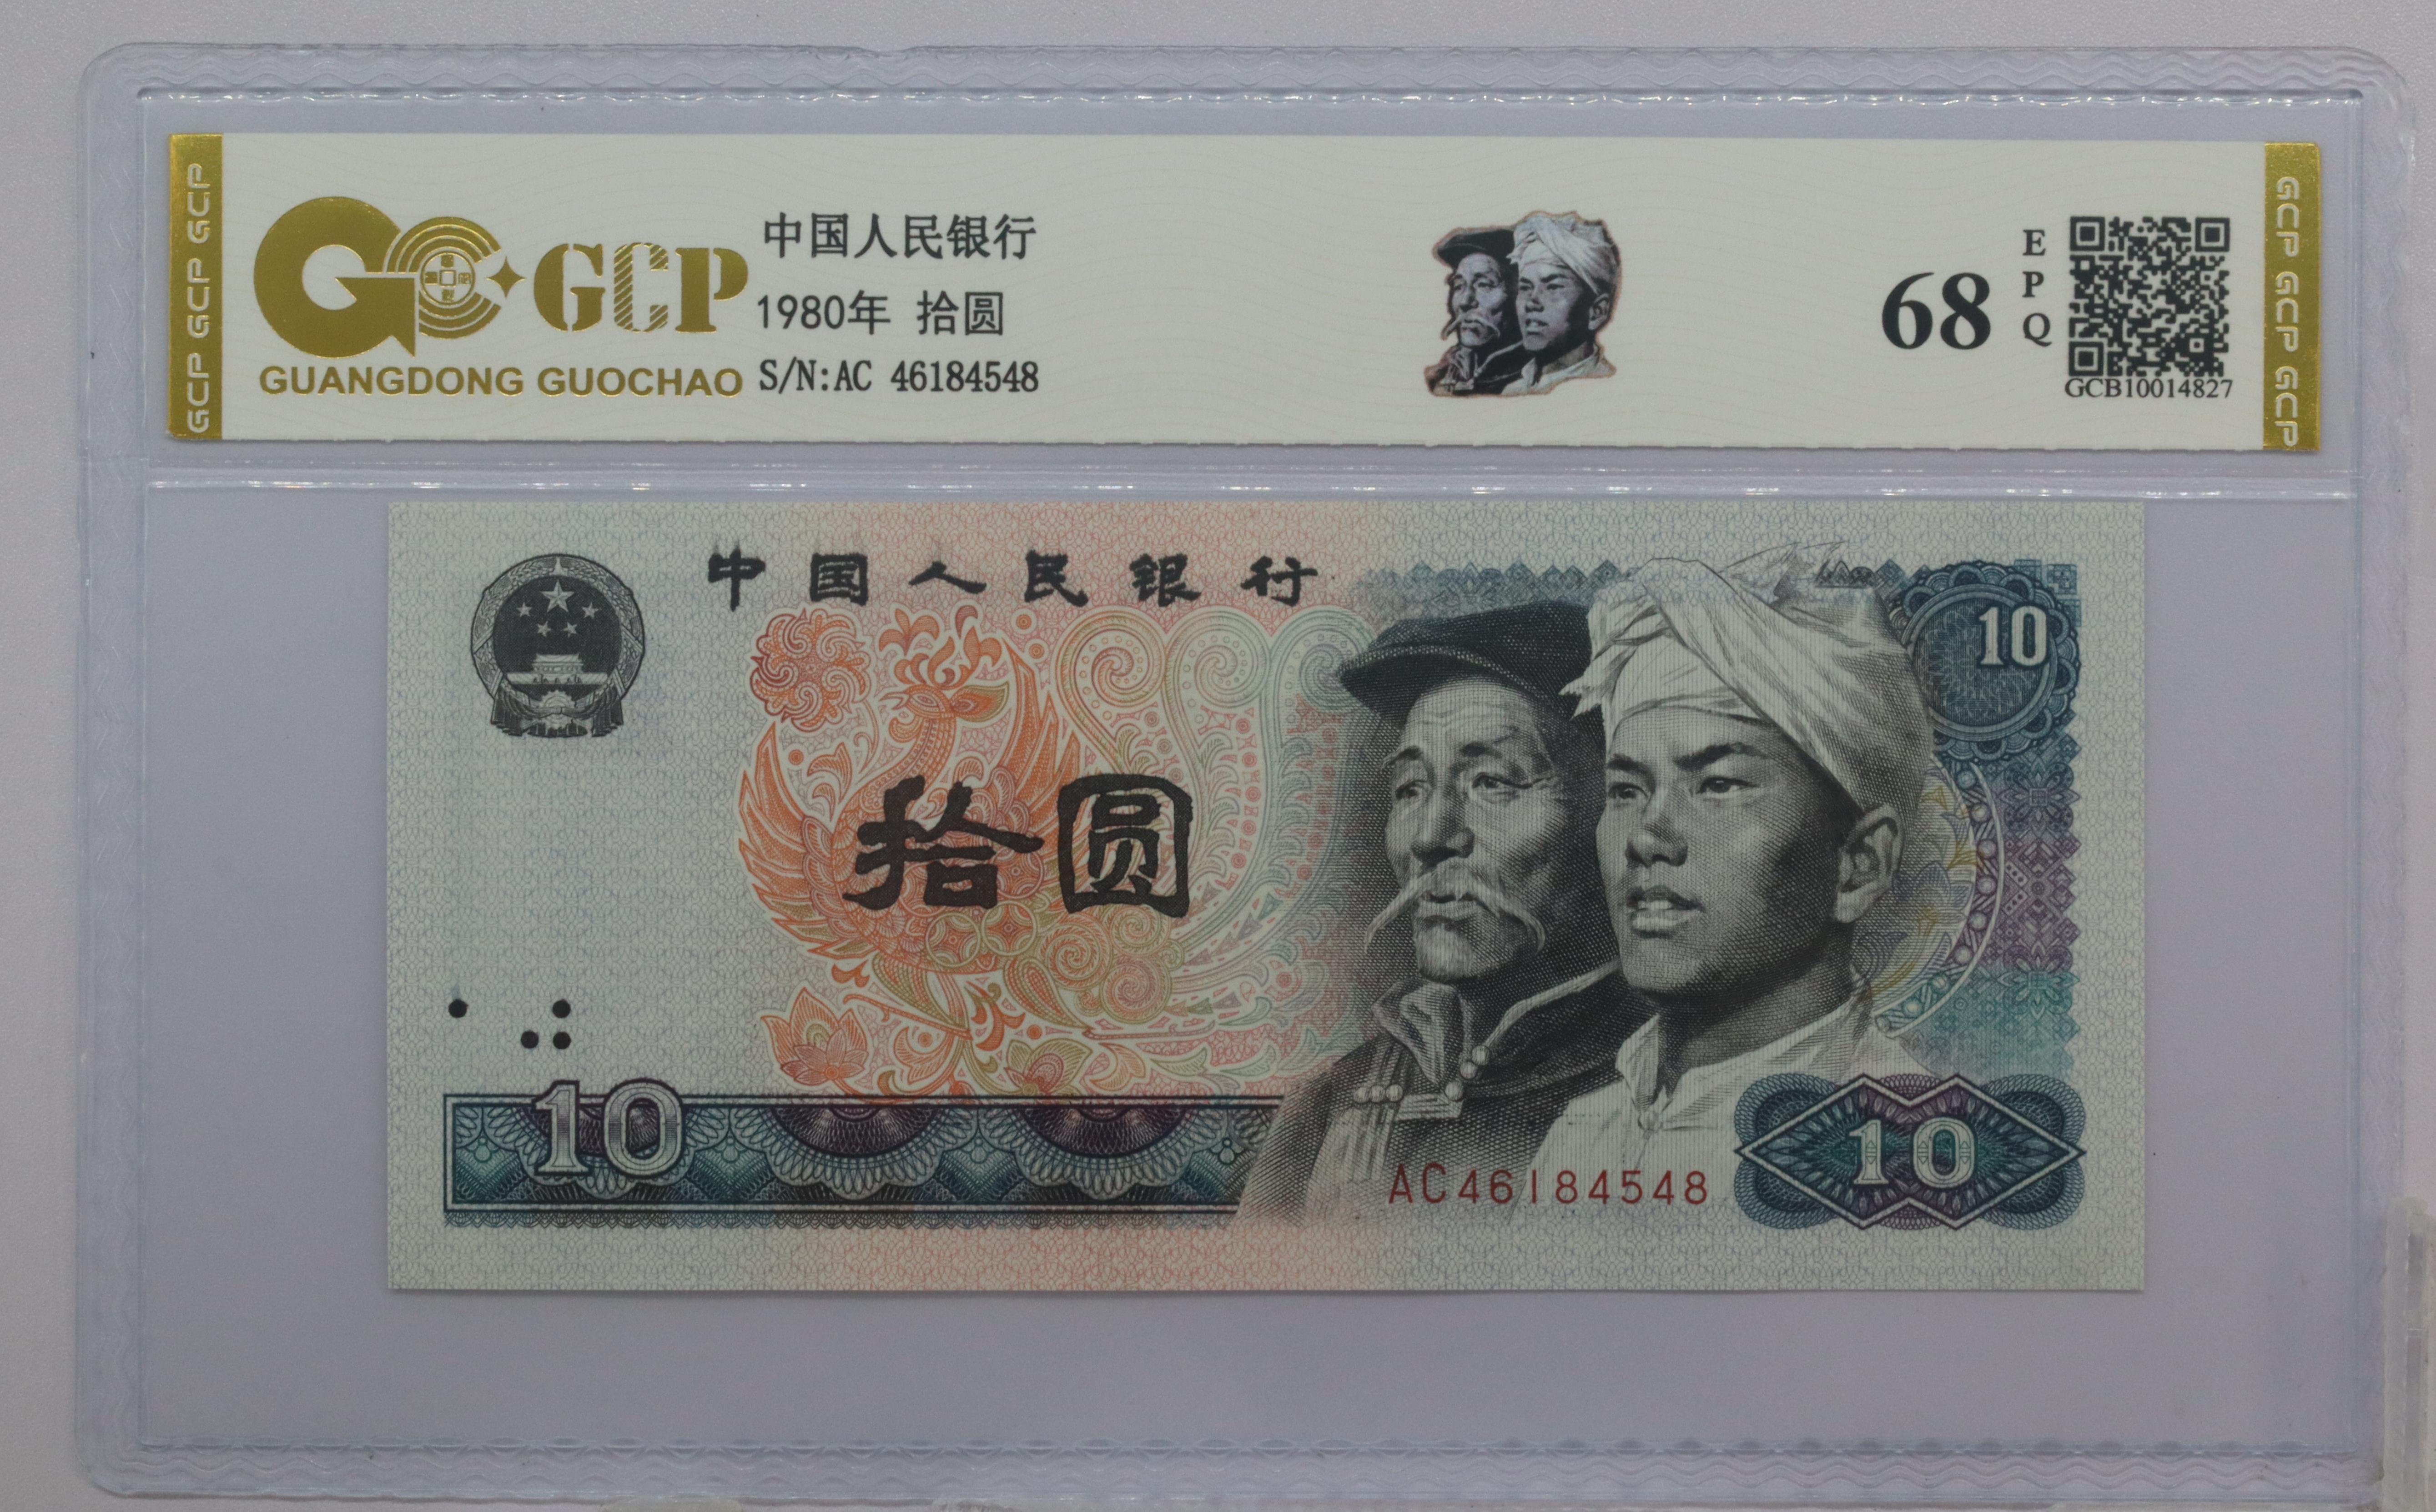 GCP GCP GCP
GCP
GUANGDONG GUOCHAO
中国人民银行
1980年 拾圆
S/N:AC 46184548
68
EPQ
GCB10014827
GCP GCP GCP
中国人民银行
10
拾圆
10
AC46184548
10